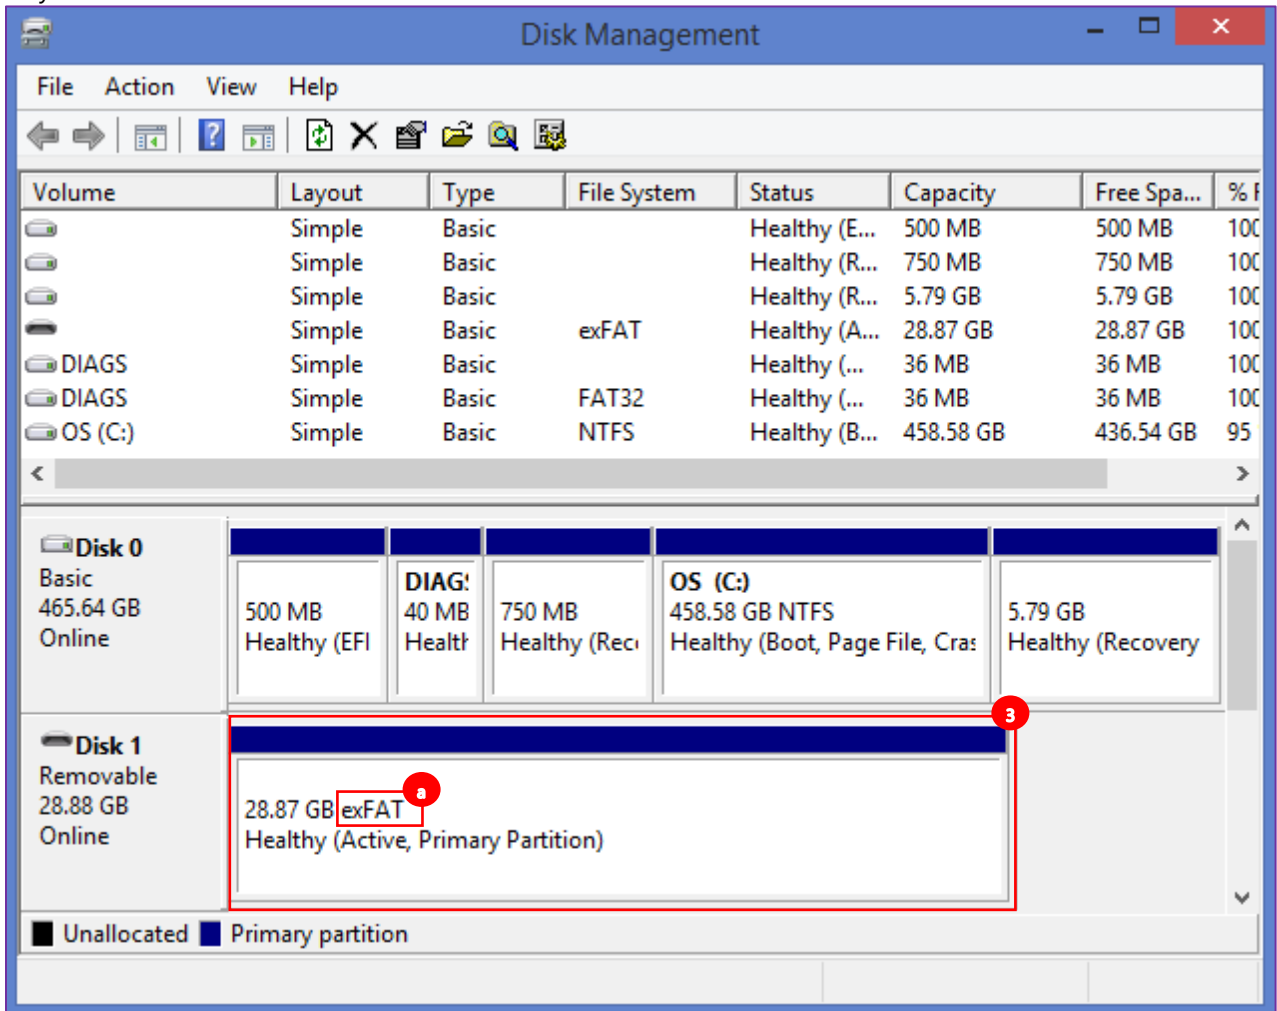 Disk Management
File Action View Help
Volume Layout Type File System Status Capacity Free Spa... %
Simple Basic Healthy (E... 500 MB 500 MB 100
Simple Basic Healthy (R... 750 MB 750 MB 100
Simple Basic Healthy (R... 5.79 GB 5.79 GB 100
Simple Basic exFAT Healthy (A... 28.87 GB 28.87 GB 100
DIAGS Simple Basic Healthy (... 36 MB 36 MB 100
DIAGS Simple Basic FAT32 Healthy (... 36 MB 36 MB 100
OS (C:) Simple Basic NTFS Healthy (B... 458.58 GB 436.54 GB 95
Disk 0
Basic
465.64 GB
Online
500 MB
Healthy (EFI
DIAGS
40 MB
Healtl
750 MB
Healthy (Reco
OS (C:)
458.58 GB NTFS
Healthy (Boot, Page File, Cras
5.79 GB
Healthy (Recovery
3
Disk 1
Removable
28.88 GB
Online
a
28.87 GB exFAT
Healthy (Active, Primary Partition)
Unallocated Primary partition